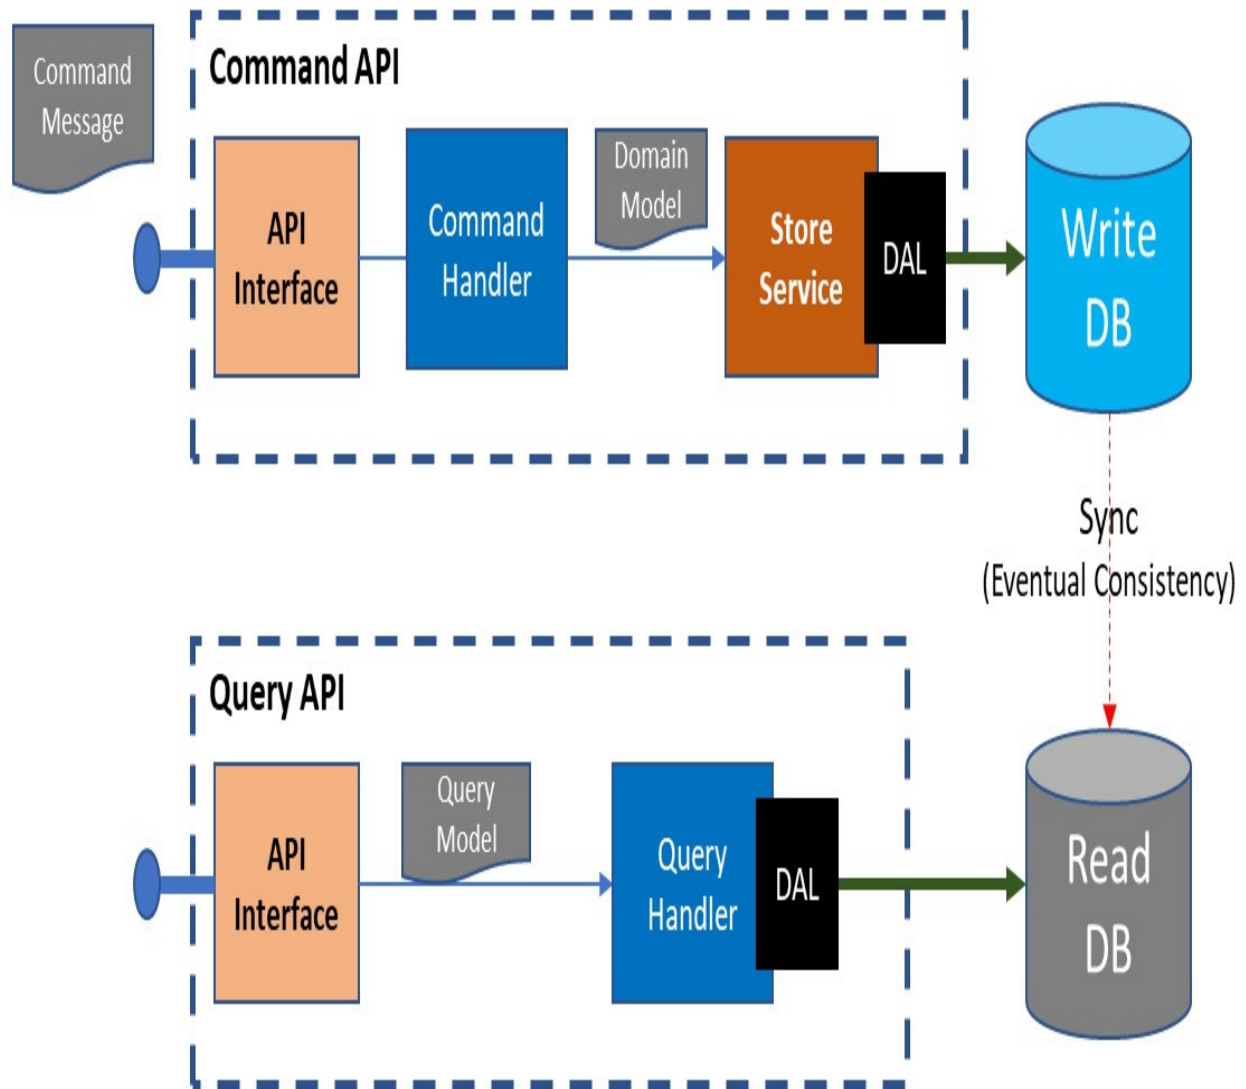 Command
Message
Command API
API
Interface
Command
Handler
Domain
Model
Store
Service
DAL
Write
DB
Sync
(Eventual Consistency)
Query API
API
Interface
Query
Model
Query
Handler
DAL
Read
DB